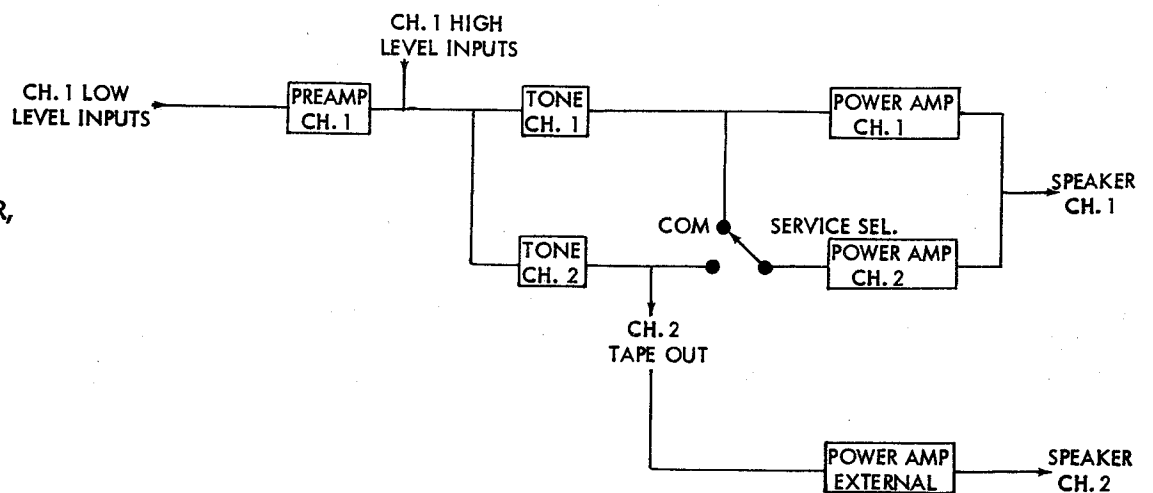 CH. 1 HIGH
LEVEL INPUTS
CH. 1 LOW
LEVEL INPUTS
PREAMP
CH. 1
TONE
CH. 1
POWER AMP
CH. 1
SPEAKER
CH. 1
R,
COM
SERVICE SEL.
TONE
CH. 2
POWER AMP
CH. 2
CH. 2
TAPE OUT
POWER AMP
EXTERNAL
SPEAKER
CH. 2